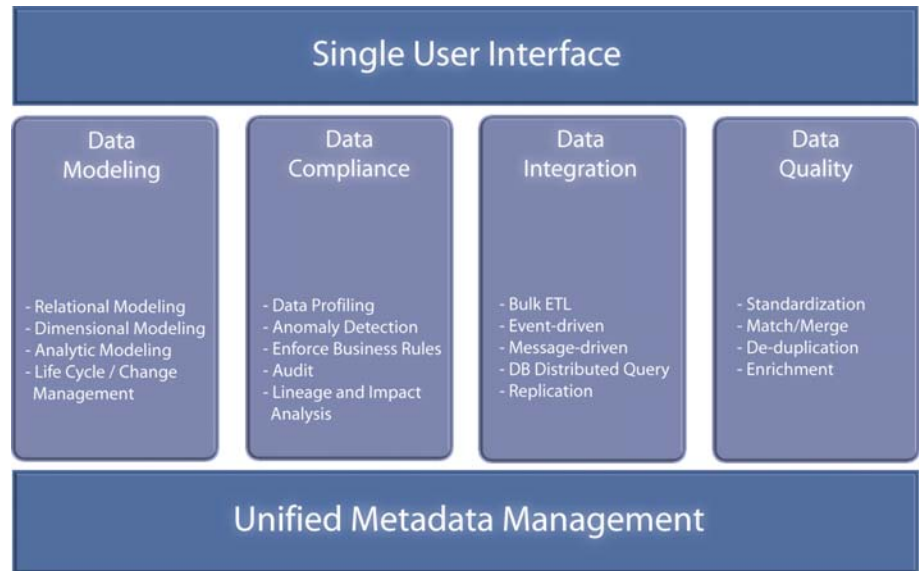 Single User Interface
Data
Modeling
- Relational Modeling
- Dimensional Modeling
- Analytic Modeling
- Life Cycle / Change
Management
Data
Compliance
- Data Profiling
- Anomaly Detection
- Enforce Business Rules
- Audit
- Lineage and Impact
Analysis
Data
Integration
- Bulk ETL
- Event-driven
- Message-driven
- DB Distributed Query
- Replication
Data
Quality
- Standardization
- Match/Merge
- De-duplication
- Enrichment
Unified Metadata Management